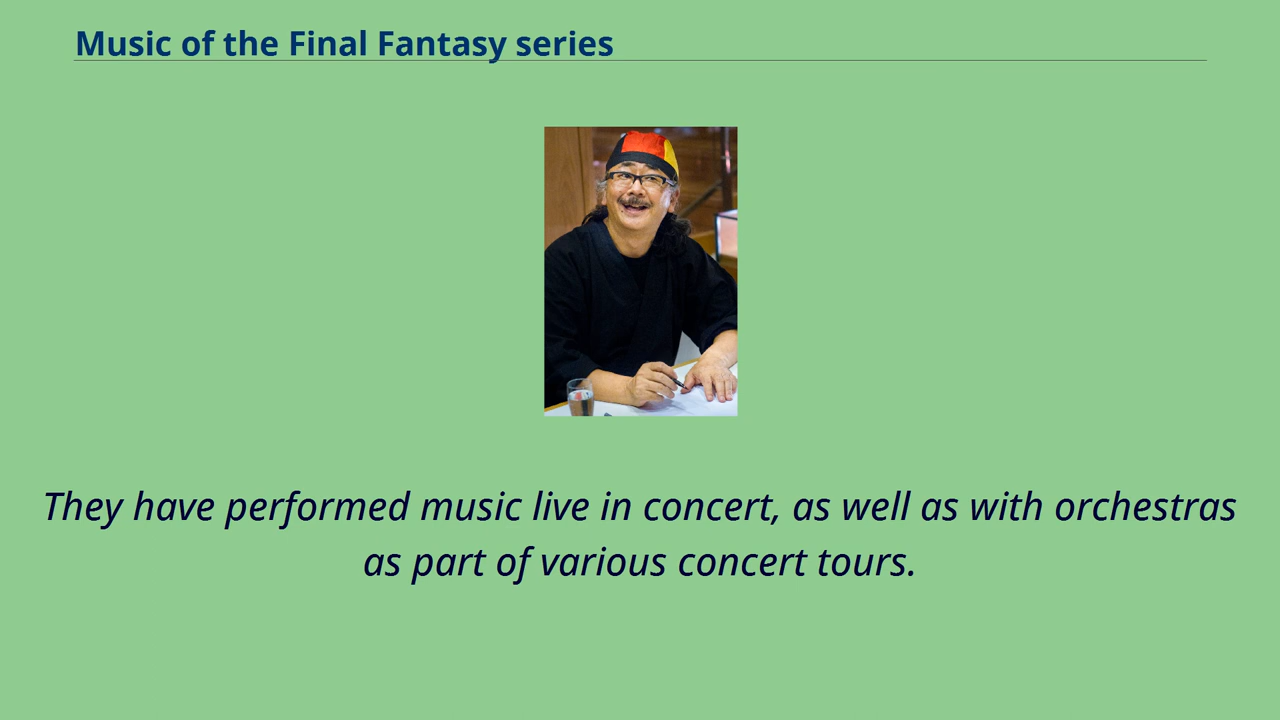 Music of the Final Fantasy series
They have performed music live in concert, as well as with orchestras
as part of various concert tours.